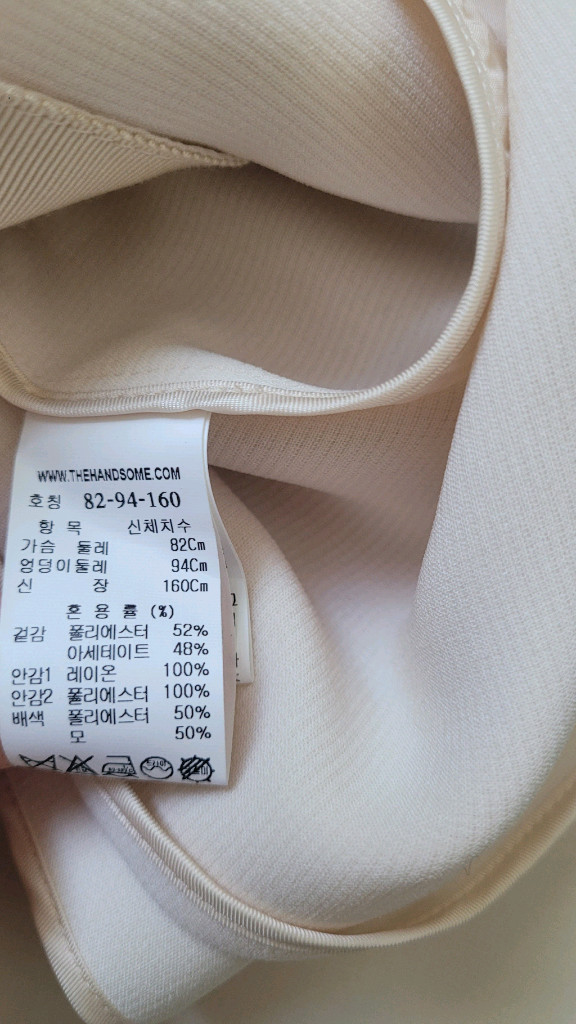 WWW.THEHANDSOME.COM
호칭 82-94-160
항 목 신체치수
가슴 둘레 82Cm
엉덩이둘레 94Cm
신 장 160Cm
혼 용 률 (%)
겉감 폴리에스터 52%
아세테이트 48%
안감1 레이온 100%
안감2 폴리에스터 100%
배색 폴리에스터 50%
모 50%